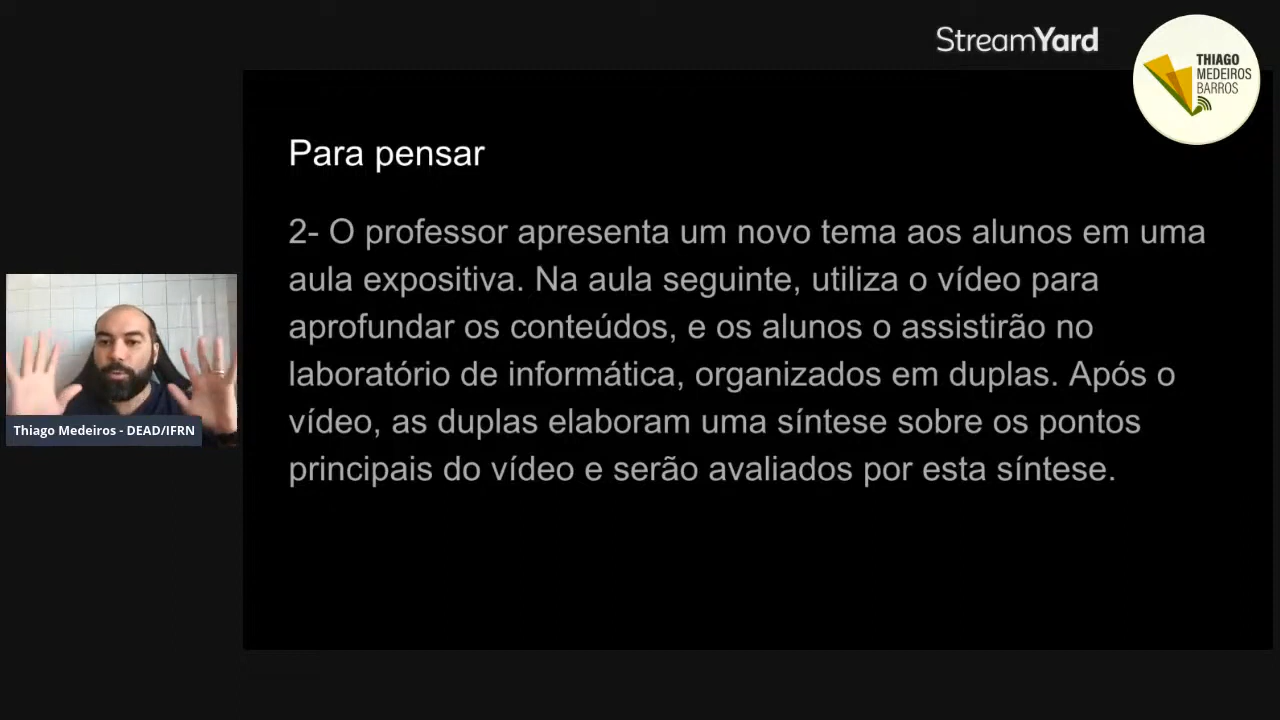 StreamYard
THIAGO
MEDEIROS
BARROS
Para pensar
2- O professor apresenta um novo tema aos alunos em uma
aula expositiva. Na aula seguinte, utiliza o vídeo para
aprofundar os conteúdos, e os alunos o assistirão no
laboratório de informática, organizados em duplas. Após o
vídeo, as duplas elaboram uma síntese sobre os pontos
principais do vídeo e serão avaliados por esta síntese.
Thiago Medeiros - DEAD/IFRN